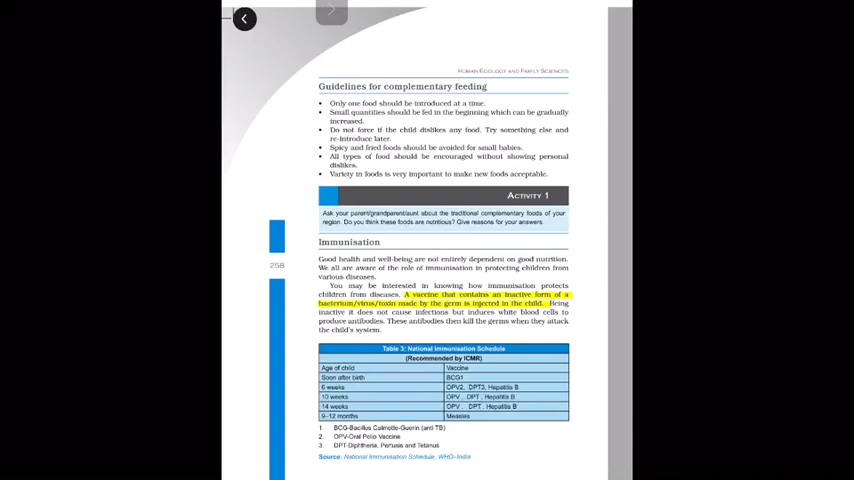 HUMAN ECOLOGY AND FAMILY SCIENCES
Guidelines for complementary feeding
• Only one food should be introduced at a time.
• Small quantities should be fed in the beginning which can be gradually
increased.
• Do not force if the child dislikes any food. Try something else and
re-introduce later.
• Spicy and fried foods should be avoided for small babies.
• All types of food should be encouraged without showing personal
dislikes.
• Variety in foods is very important to make new foods acceptable.
ACTIVITY 1
Ask your parent/grandparent/aunt about the traditional complementary foods of your
region. Do you think these foods are nutritious? Give reasons for your answers.
Immunisation
258
Good health and well-being are not entirely dependent on good nutrition.
We all are aware of the role of immunisation in protecting children from
various diseases.
You may be interested in knowing how immunisation protects
children from diseases. A vaccine that contains an inactive form of a
bacterium/virus/toxin made by the germ is injected in the child. Being
inactive it does not cause infections but induces white blood cells to
produce antibodies. These antibodies then kill the germs when they attack
the child's system.
Table 3: National Immunisation Schedule
(Recommended by ICMR)
Age of child Vaccine
Soon after birth BCG1
6 weeks OPV2, DPT3, Hepatitis B
10 weeks OPV , DPT , Hepatitis B
14 weeks OPV , DPT , Hepatitis B
9–12 months Measles
1. BCG-Bacillus Calmette-Guerin (anti TB)
2. OPV-Oral Polio Vaccine
3. DPT-Diphtheria, Pertusis and Tetanus
Source: National Immunisation Schedule, WHO–India